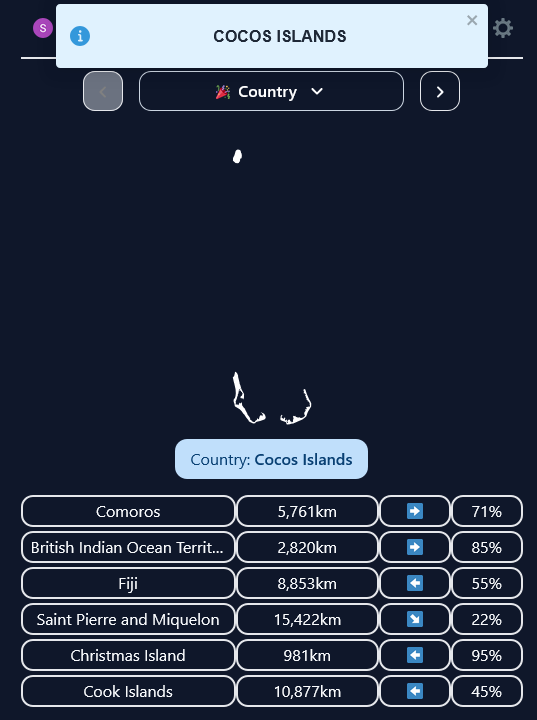 S
COCOS ISLANDS
×
🎉 Country
Country: Cocos Islands
Comoros 5,761km ➡️ 71%
British Indian Ocean Territ... 2,820km ➡️ 85%
Fiji 8,853km ⬅️ 55%
Saint Pierre and Miquelon 15,422km ↘️ 22%
Christmas Island 981km ⬅️ 95%
Cook Islands 10,877km ⬅️ 45%